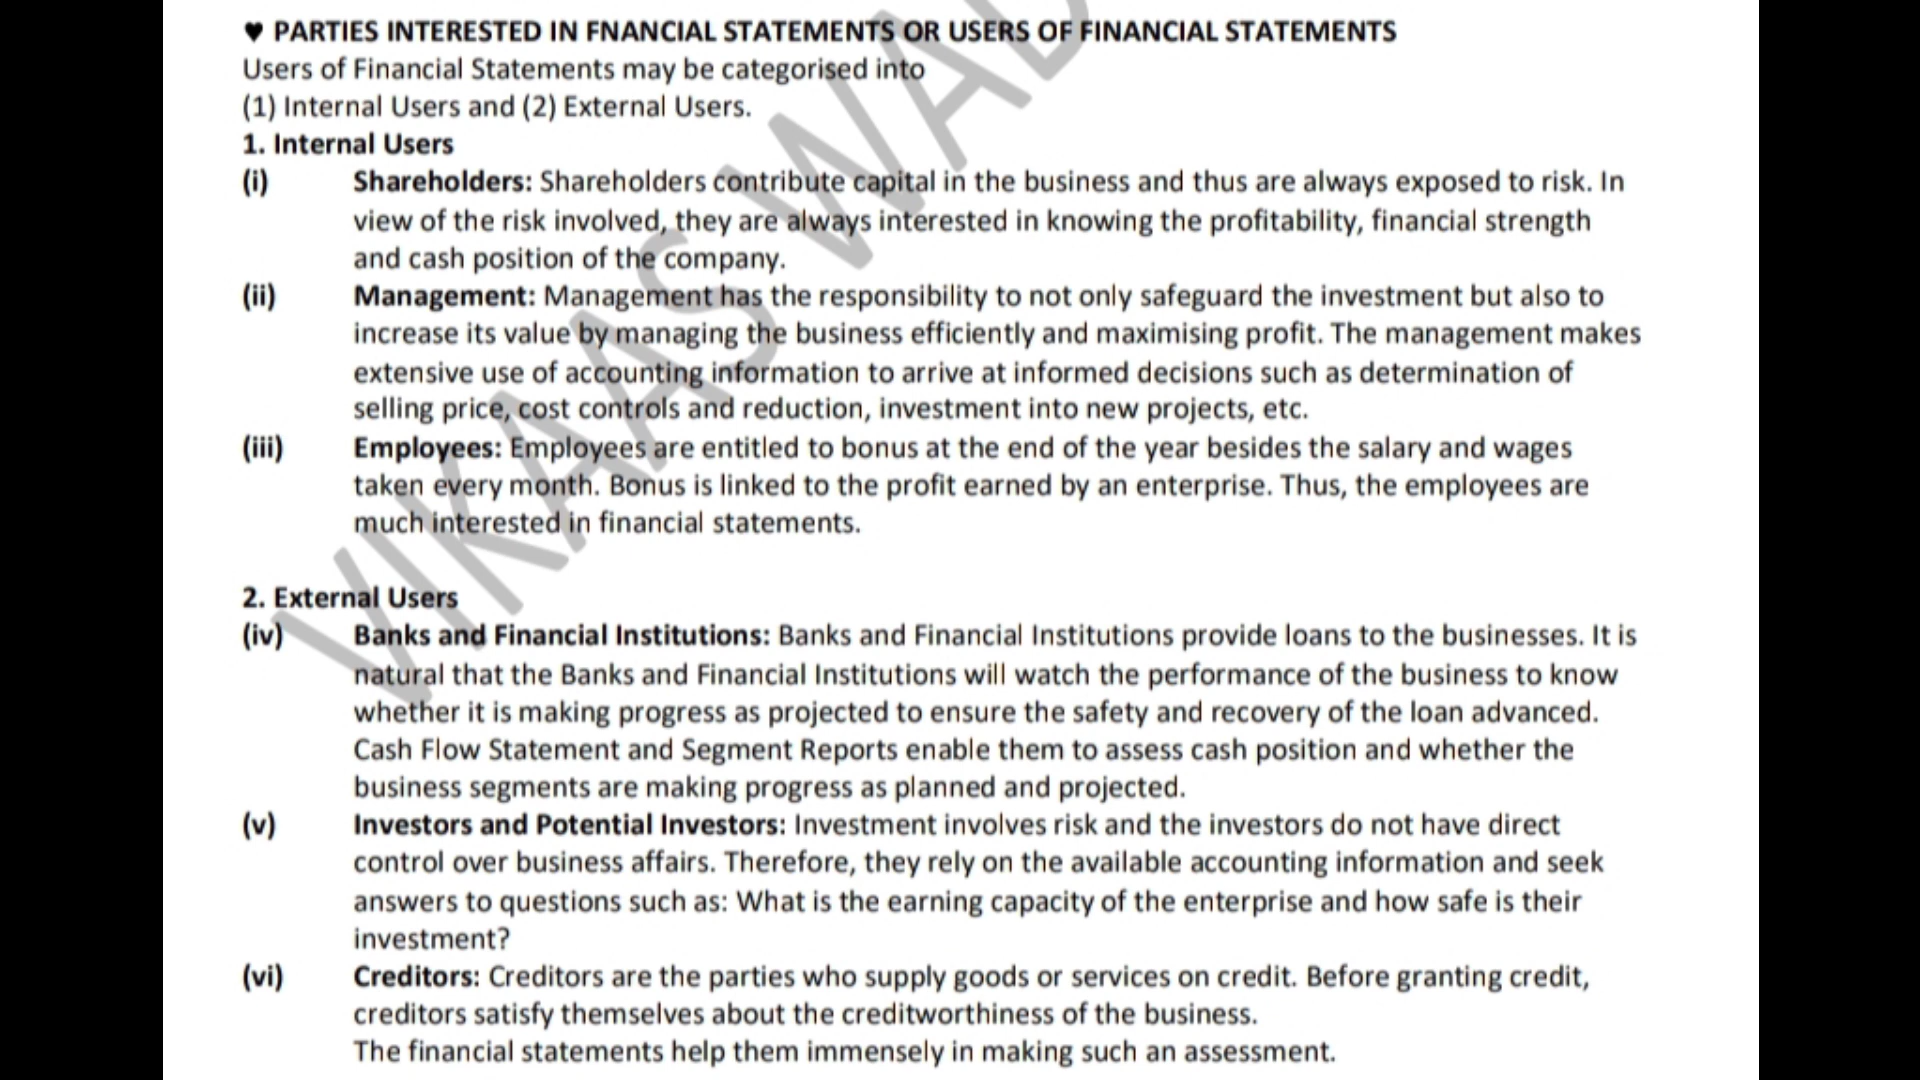 ♥ PARTIES INTERESTED IN FNANCIAL STATEMENTS OR USERS OF FINANCIAL STATEMENTS
Users of Financial Statements may be categorised into
(1) Internal Users and (2) External Users.
1. Internal Users
(i) Shareholders: Shareholders contribute capital in the business and thus are always exposed to risk. In
view of the risk involved, they are always interested in knowing the profitability, financial strength
and cash position of the company.
(ii) Management: Management has the responsibility to not only safeguard the investment but also to
increase its value by managing the business efficiently and maximising profit. The management makes
extensive use of accounting information to arrive at informed decisions such as determination of
selling price, cost controls and reduction, investment into new projects, etc.
(iii) Employees: Employees are entitled to bonus at the end of the year besides the salary and wages
taken every month. Bonus is linked to the profit earned by an enterprise. Thus, the employees are
much interested in financial statements.
2. External Users
(iv) Banks and Financial Institutions: Banks and Financial Institutions provide loans to the businesses. It is
natural that the Banks and Financial Institutions will watch the performance of the business to know
whether it is making progress as projected to ensure the safety and recovery of the loan advanced.
Cash Flow Statement and Segment Reports enable them to assess cash position and whether the
business segments are making progress as planned and projected.
(v) Investors and Potential Investors: Investment involves risk and the investors do not have direct
control over business affairs. Therefore, they rely on the available accounting information and seek
answers to questions such as: What is the earning capacity of the enterprise and how safe is their
investment?
(vi) Creditors: Creditors are the parties who supply goods or services on credit. Before granting credit,
creditors satisfy themselves about the creditworthiness of the business.
The financial statements help them immensely in making such an assessment.
VIKAAS